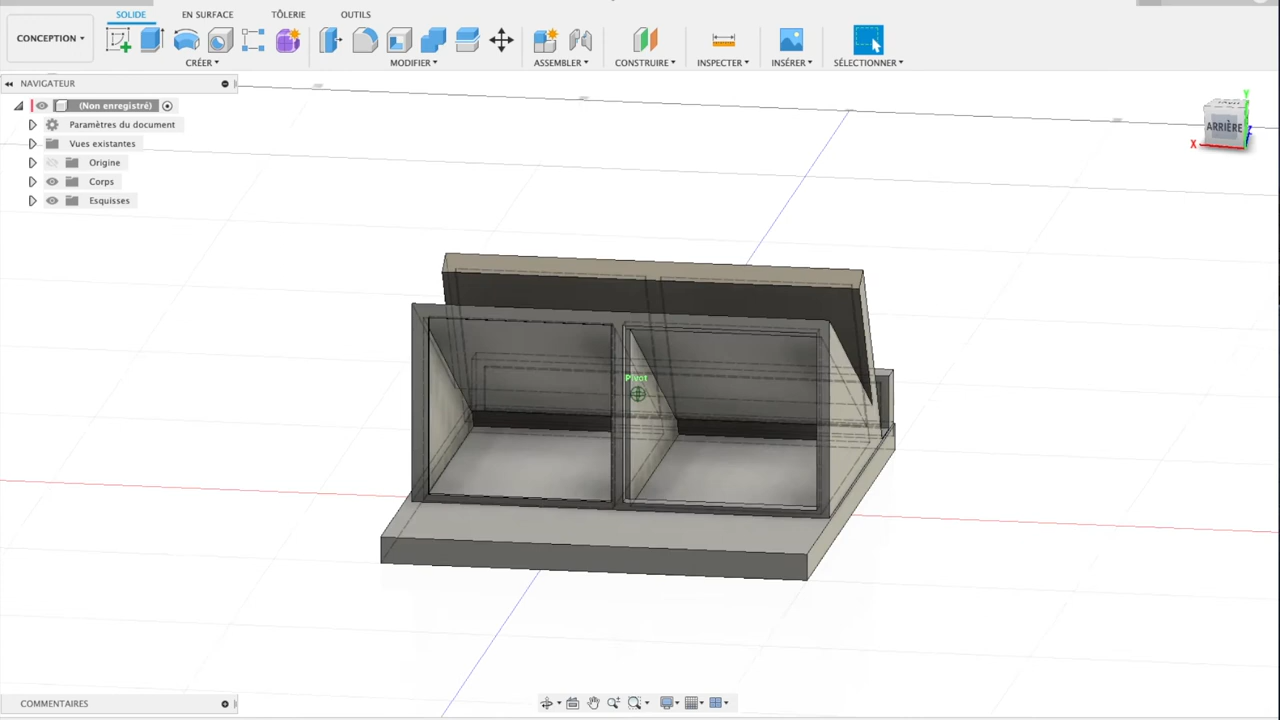 SOLIDE EN SURFACE TÔLERIE OUTILS
CONCEPTION
CRÉER MODIFIER ASSEMBLER CONSTRUIRE INSPECTER INSÉRER SÉLECTIONNER
NAVIGATEUR
(Non enregistré)
Paramètres du document
Vues existantes
Origine
Corps
Esquisses
Y
ARRIÈRE
Z
X
Pivot
COMMENTAIRES